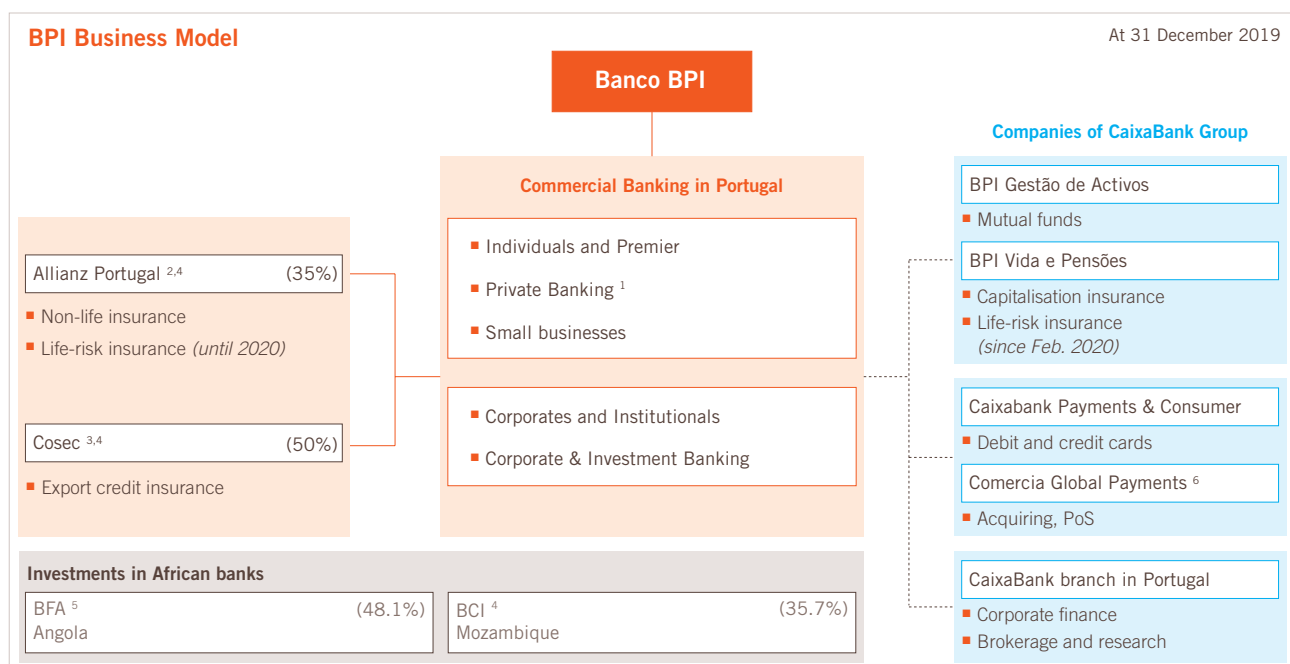 BPI Business Model
At 31 December 2019
Banco BPI
Companies of CaixaBank Group
Commercial Banking in Portugal
Individuals and Premier
Private Banking 1
Small businesses
Corporates and Institutionals
Corporate & Investment Banking
Allianz Portugal 2,4 (35%)
Non-life insurance
Life-risk insurance (until 2020)
Cosec 3,4 (50%)
Export credit insurance
BPI Gestão de Activos
Mutual funds
BPI Vida e Pensões
Capitalisation insurance
Life-risk insurance
(since Feb. 2020)
Caixabank Payments & Consumer
Debit and credit cards
Comercia Global Payments 6
Acquiring, PoS
CaixaBank branch in Portugal
Corporate finance
Brokerage and research
Investments in African banks
BFA 5 (48.1%)
Angola
BCI 4 (35.7%)
Mozambique